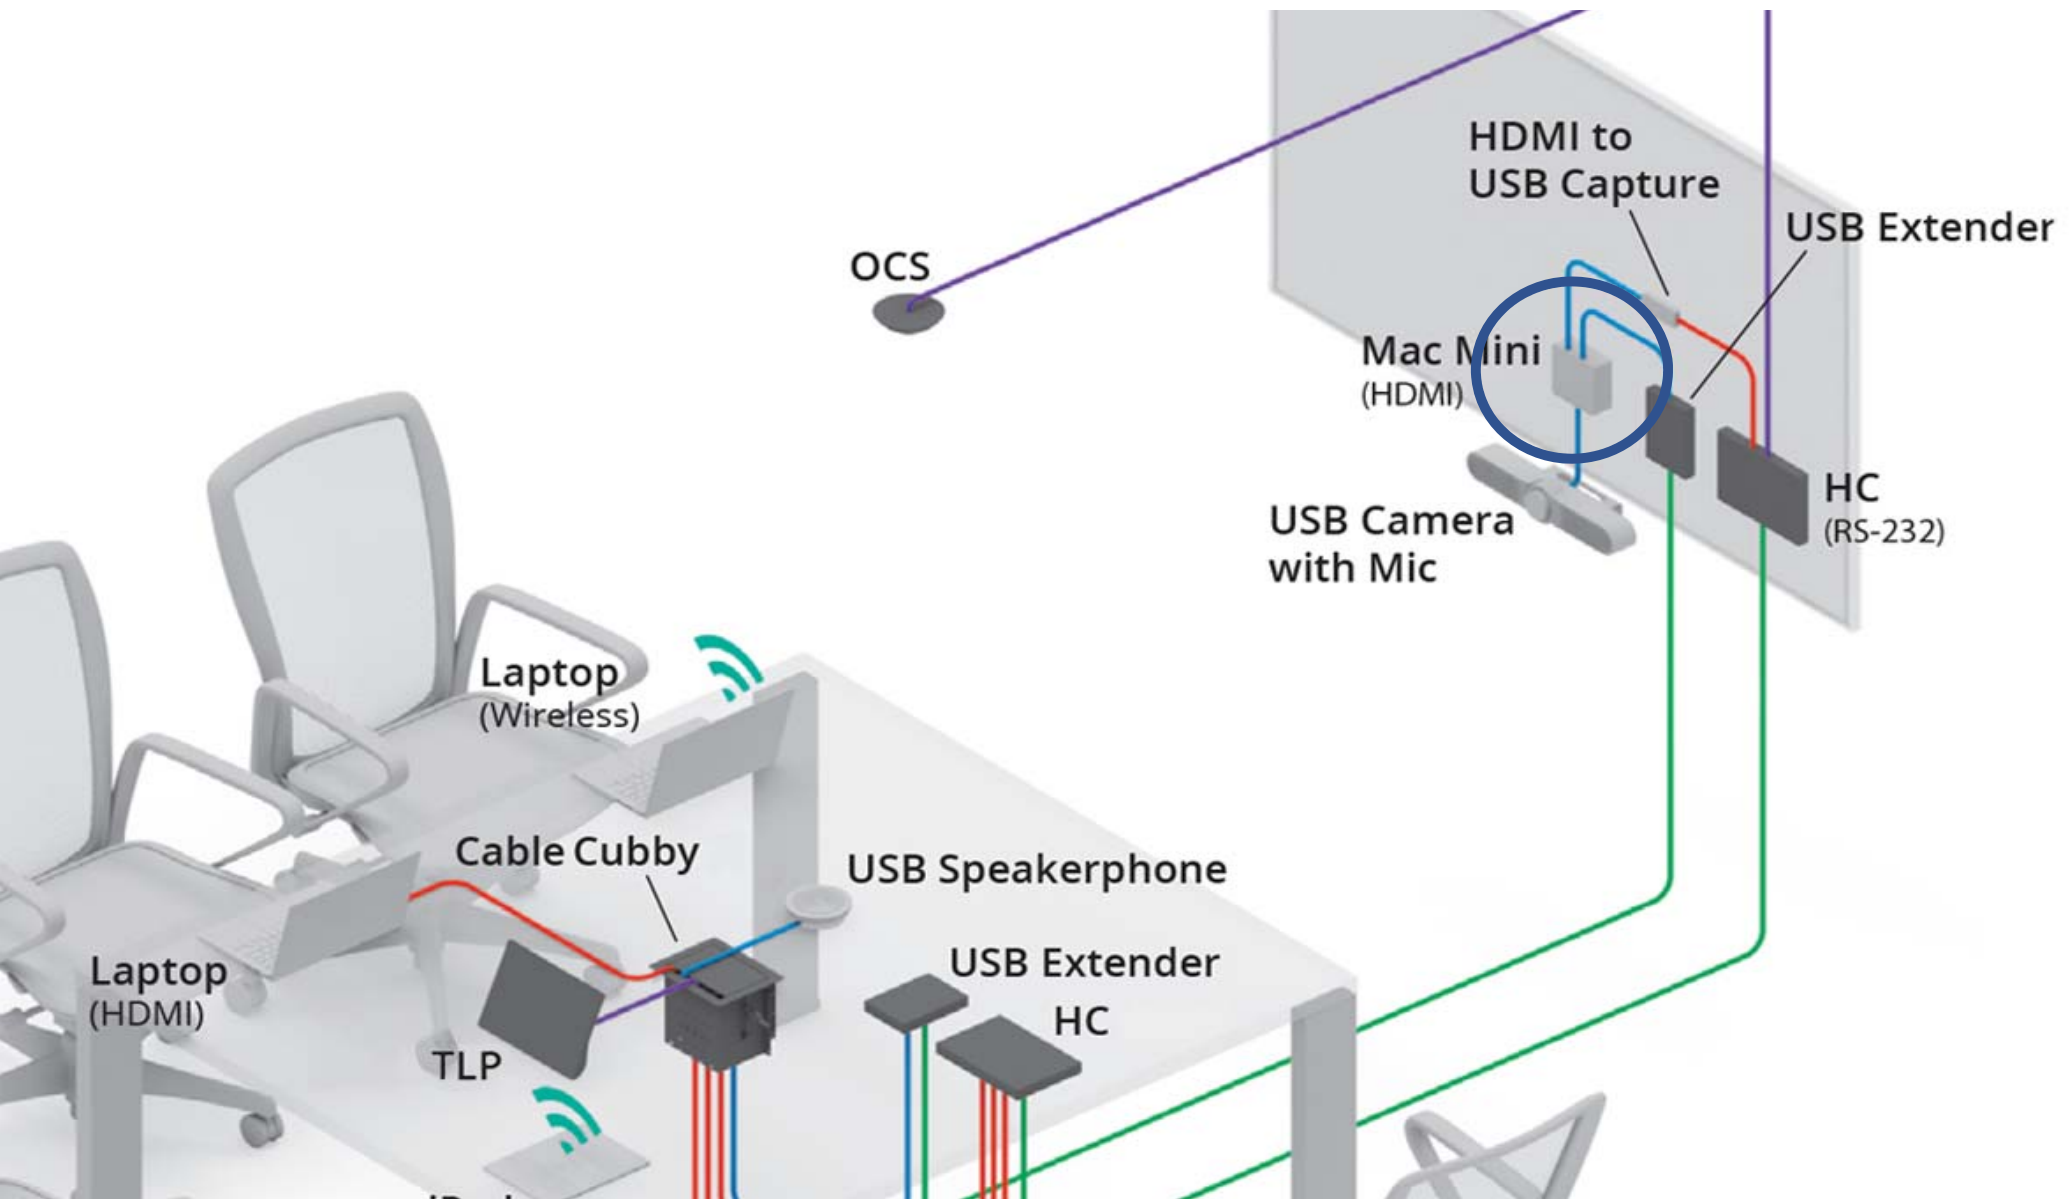 HDMI to
USB Capture
USB Extender
OCS
Mac Mini
(HDMI)
HC
(RS-232)
USB Camera
with Mic
Laptop
(Wireless)
Cable Cubby
USB Speakerphone
USB Extender
HC
Laptop
(HDMI)
TLP